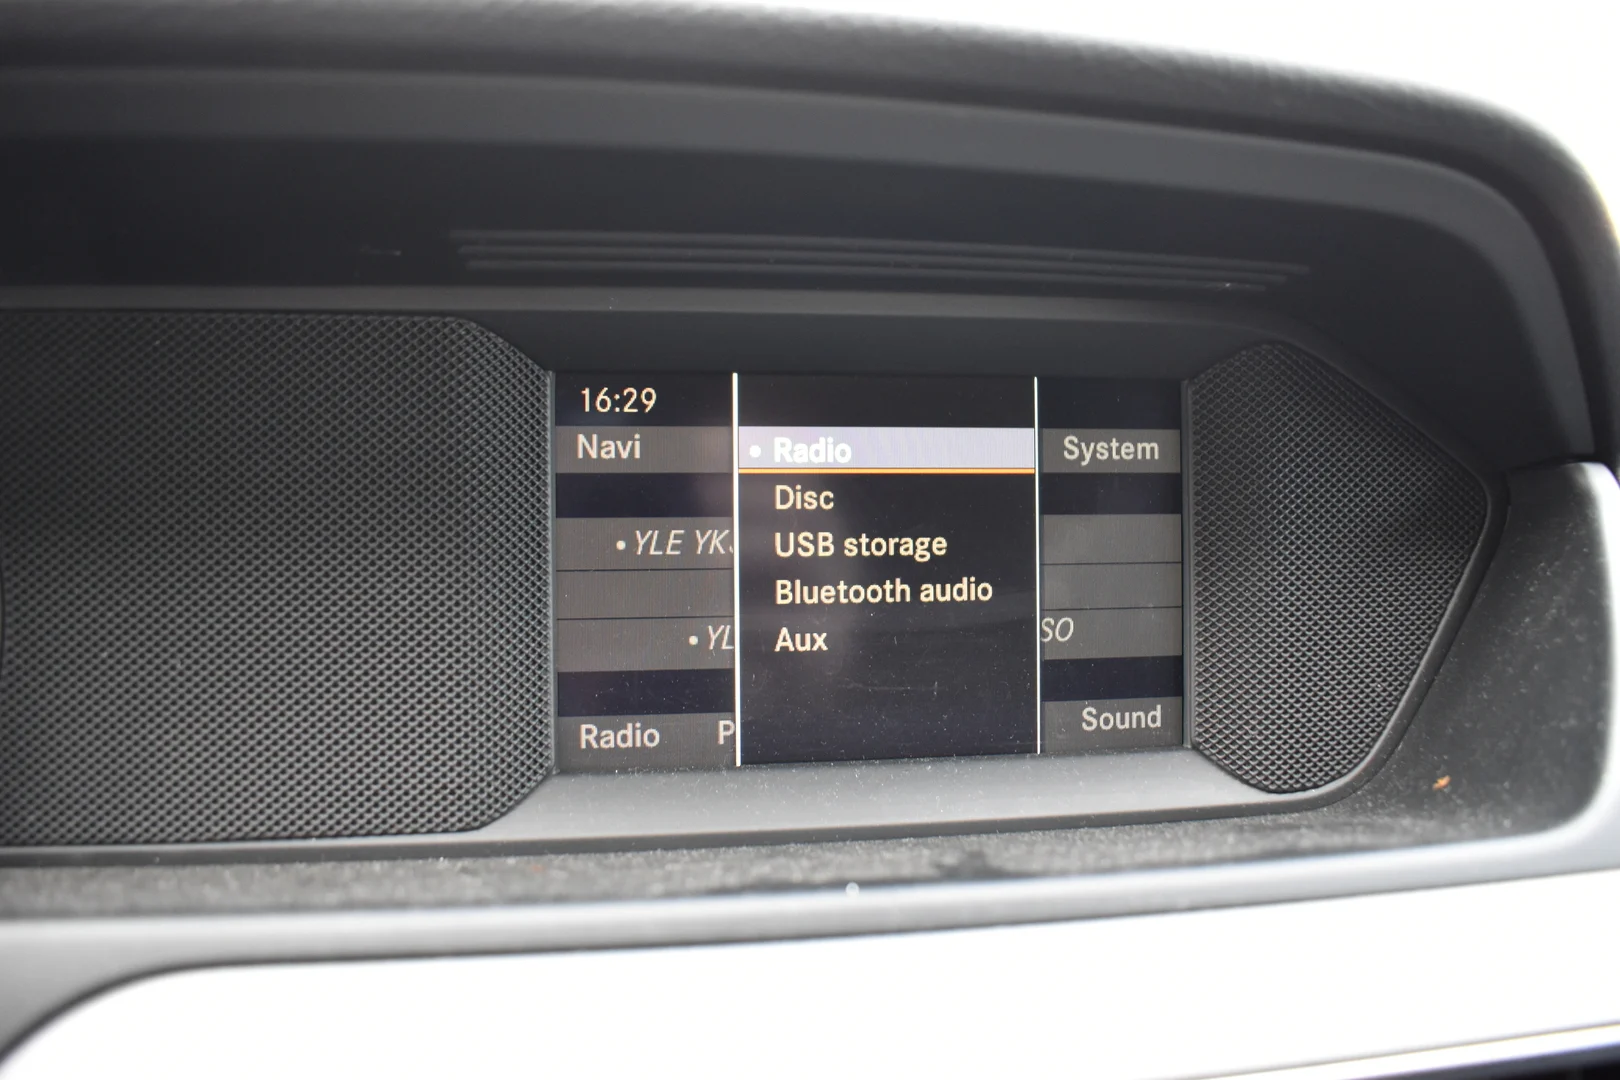 16:29
Navi
• Radio
System
Disc
• YLE YK
USB storage
Bluetooth audio
• YL
Aux
SO
Radio
P
Sound